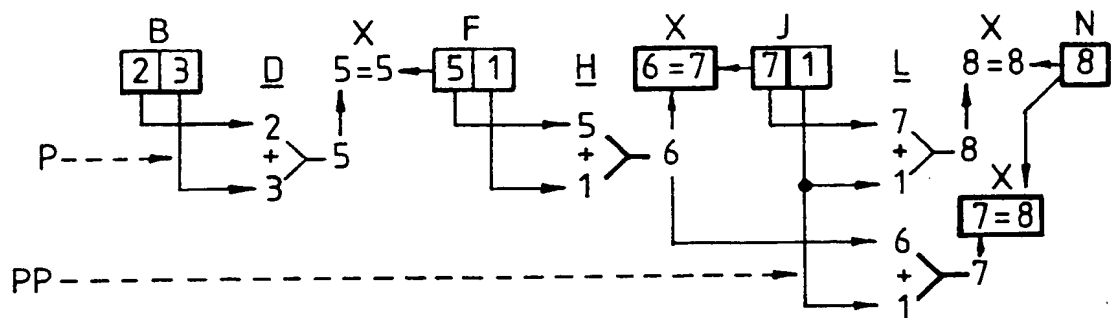 B X F X J X N
2 3 D 5=5 5 1 H 6=7 7 1 L 8=8 8
2 5 7
P + 5 + 6 + 8
3 1 1
X
7=8
6
PP + 7
1